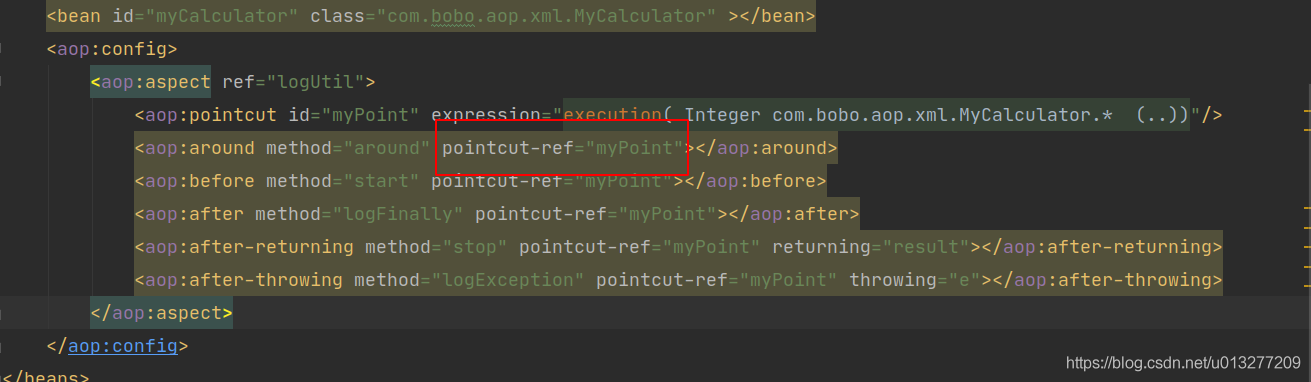 <bean id="myCalculator" class="com.bobo.aop.xml.MyCalculator" ></bean>
<aop:config>
<aop:aspect ref="logUtil">
<aop:pointcut id="myPoint" expression="execution( Integer com.bobo.aop.xml.MyCalculator.*  (..))"/>
<aop:around method="around" pointcut-ref="myPoint"></aop:around>
<aop:before method="start" pointcut-ref="myPoint"></aop:before>
<aop:after method="logFinally" pointcut-ref="myPoint"></aop:after>
<aop:after-returning method="stop" pointcut-ref="myPoint" returning="result"></aop:after-returning>
<aop:after-throwing method="logException" pointcut-ref="myPoint" throwing="e"></aop:after-throwing>
</aop:aspect>
</aop:config>
</beans>
https://blog.csdn.net/u013277209